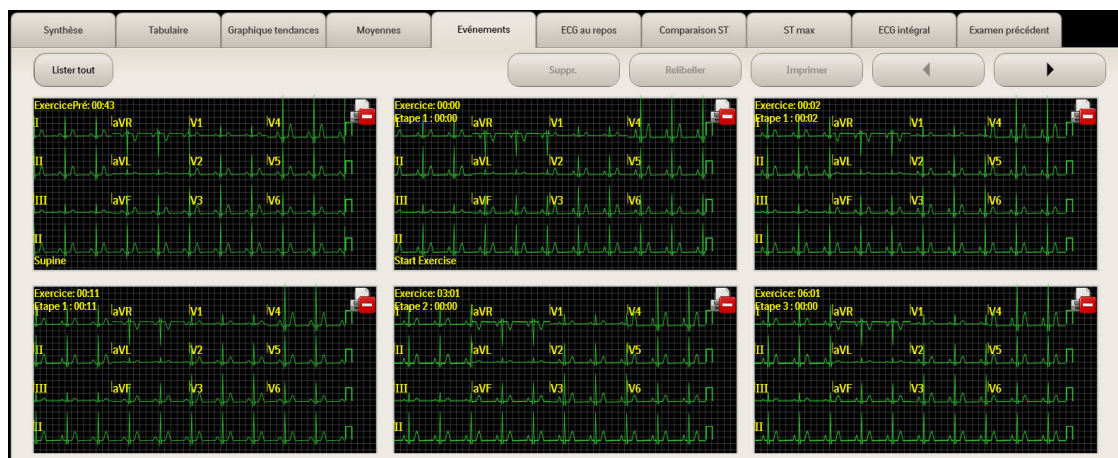 Synthèse Tabulaire Graphique tendances Moyennes Evénements ECG au repos Comparaison ST ST max ECG intégral Examen précédent
Lister tout Suppr. Relibeller Imprimer
ExercicePré: 00:43
I aVR V1 V4
II aVL V2 V5
III aVF V3 V6
II
Supine
Exercice: 00:00
Etape 1 : 00:00
I aVR V1 V4
II aVL V2 V5
III aVF V3 V6
II
Start Exercise
Exercice: 00:02
Etape 1 : 00:02
I aVR V1 V4
II aVL V2 V5
III aVF V3 V6
II
Exercice: 00:11
Etape 1 : 00:11
I aVR V1 V4
II aVL V2 V5
III aVF V3 V6
II
Exercice: 03:01
Etape 2 : 00:00
I aVR V1 V4
II aVL V2 V5
III aVF V3 V6
II
Exercice: 06:01
Etape 3 : 00:00
I aVR V1 V4
II aVL V2 V5
III aVF V3 V6
II